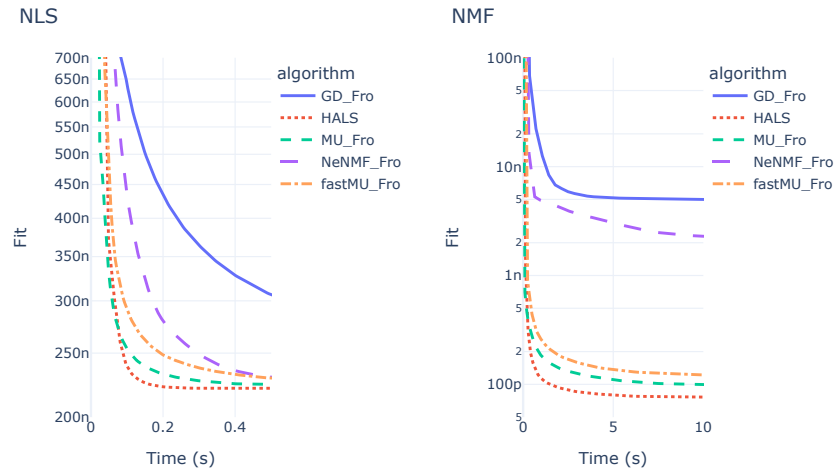 NLS
Fit
700n
650n
600n
550n
500n
450n
400n
350n
300n
250n
200n
0
0.2
0.4
Time (s)
algorithm
GD_Fro
HALS
MU_Fro
NeNMF_Fro
fastMU_Fro
NMF
Fit
100n
5
2
10n
5
2
1n
5
2
100p
5
0
5
10
Time (s)
algorithm
GD_Fro
HALS
MU_Fro
NeNMF_Fro
fastMU_Fro